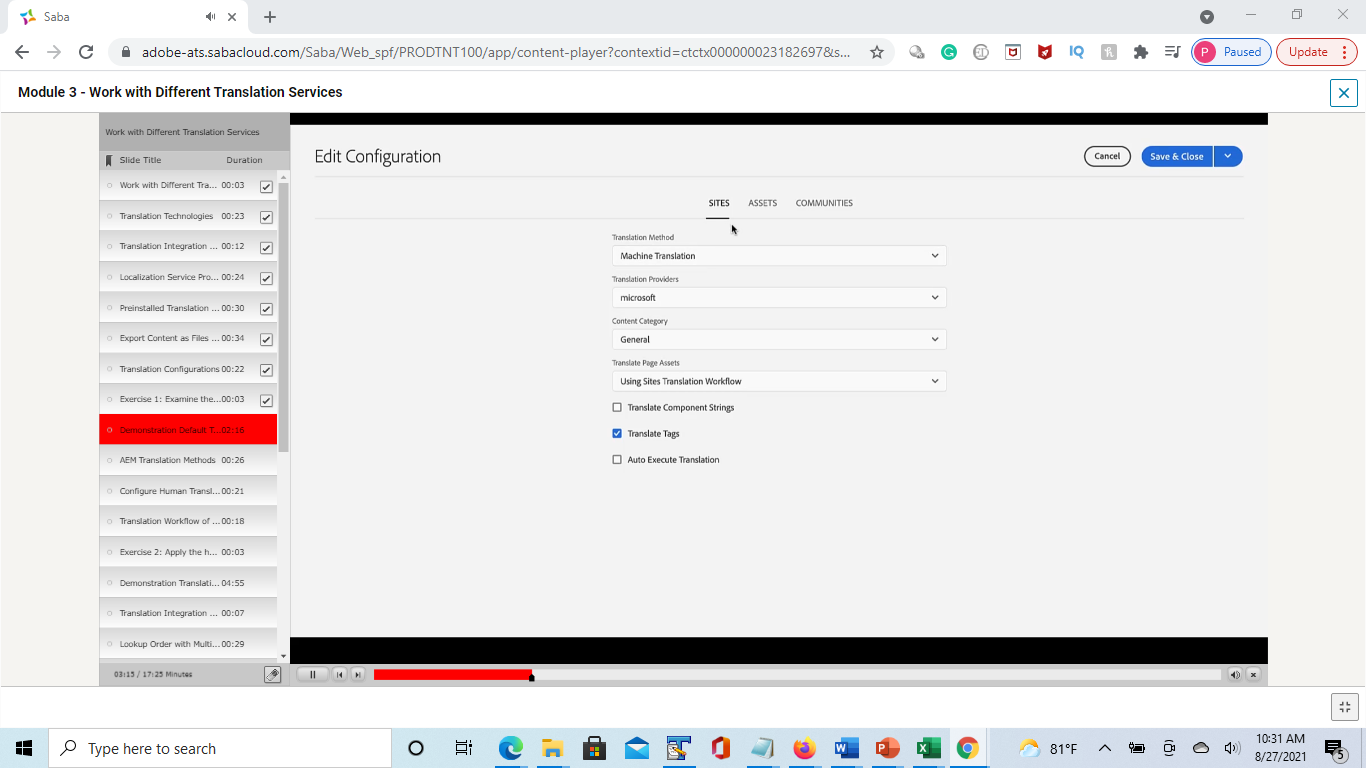 Saba
adobe-ats.sabacloud.com/Saba/Web_spf/PRODTNT100/app/content-player?contextid=ctctx0000000231826978&s...
P Paused
Update
Module 3 - Work with Different Translation Services
Work with Different Translation Services
Slide Title Duration
Work with Different Tra... 00:03
Translation Technologies 00:23
Translation Integration ... 00:12
Localization Service Pro... 00:24
Preinstalled Translation ... 00:30
Export Content as Files ... 00:34
Translation Configurations 00:22
Exercise 1: Examine the... 00:03
Demonstration Default T... 02:16
AEM Translation Methods 00:26
Configure Human Transl... 00:21
Translation Workflow of ... 00:18
Exercise 2: Apply the h... 00:03
Demonstration Translati... 04:55
Translation Integration ... 00:07
Lookup Order with Multi... 00:29
03:15 / 17:25 Minutes
Edit Configuration
Cancel
Save & Close
SITES ASSETS COMMUNITIES
Translation Method
Machine Translation
Translation Providers
microsoft
Content Category
General
Translate Page Assets
Using Sites Translation Workflow
Translate Component Strings
Translate Tags
Auto Execute Translation
Type here to search
81°F
10:31 AM
8/27/2021
5